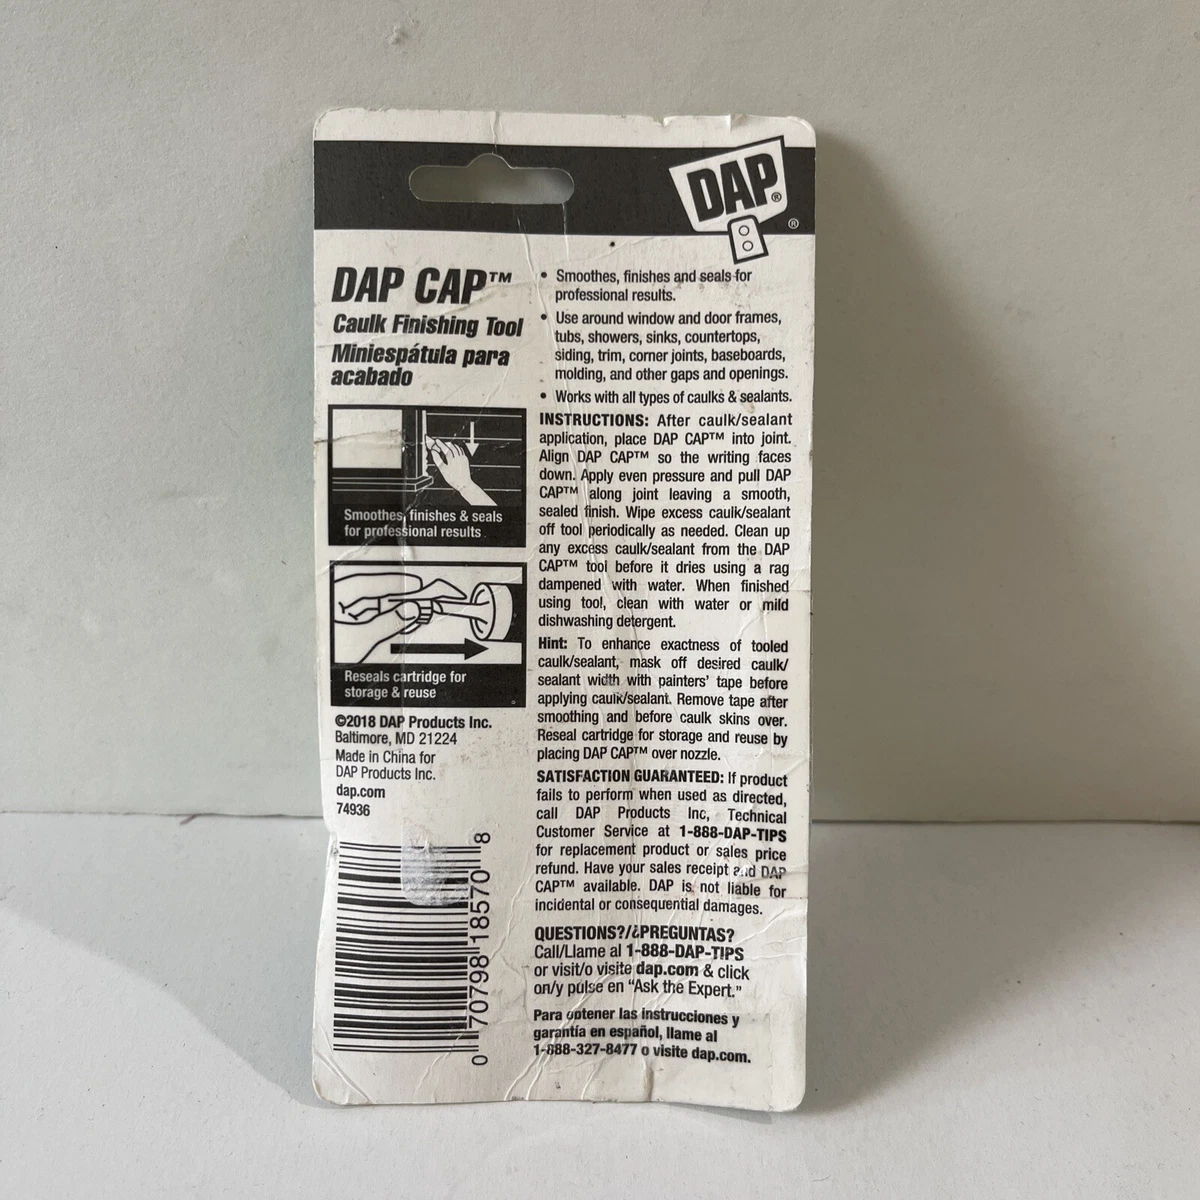 DAP®
®
DAP CAP™
Caulk Finishing Tool
Miniespátula para
acabado
Smoothes, finishes & seals
for professional results
Reseals cartridge for
storage & reuse
©2018 DAP Products Inc.
Baltimore, MD 21224
Made in China for
DAP Products Inc.
dap.com
74936
0 70798 18570 8
• Smoothes, finishes and seals for
professional results.
• Use around window and door frames,
tubs, showers, sinks, countertops,
siding, trim, corner joints, baseboards,
molding, and other gaps and openings.
• Works with all types of caulks & sealants.
INSTRUCTIONS: After caulk/sealant
application, place DAP CAP™ into joint.
Align DAP CAP™ so the writing faces
down. Apply even pressure and pull DAP
CAP™ along joint leaving a smooth,
sealed finish. Wipe excess caulk/sealant
off tool periodically as needed. Clean up
any excess caulk/sealant from the DAP
CAP™ tool before it dries using a rag
dampened with water. When finished
using tool, clean with water or mild
dishwashing detergent.
Hint: To enhance exactness of tooled
caulk/sealant, mask off desired caulk/
sealant width with painters' tape before
applying caulk/sealant. Remove tape after
smoothing and before caulk skins over.
Reseal cartridge for storage and reuse by
placing DAP CAP™ over nozzle.
SATISFACTION GUARANTEED: If product
fails to perform when used as directed,
call DAP Products Inc, Technical
Customer Service at 1-888-DAP-TIPS
for replacement product or sales price
refund. Have your sales receipt and DAP
CAP™ available. DAP is not liable for
incidental or consequential damages.
QUESTIONS?/¿PREGUNTAS?
Call/Llame al 1-888-DAP-TIPS
or visit/o visite dap.com & click
on/y pulse en "Ask the Expert."
Para obtener las instrucciones y
garantía en español, llame al
1-888-327-8477 o visite dap.com.